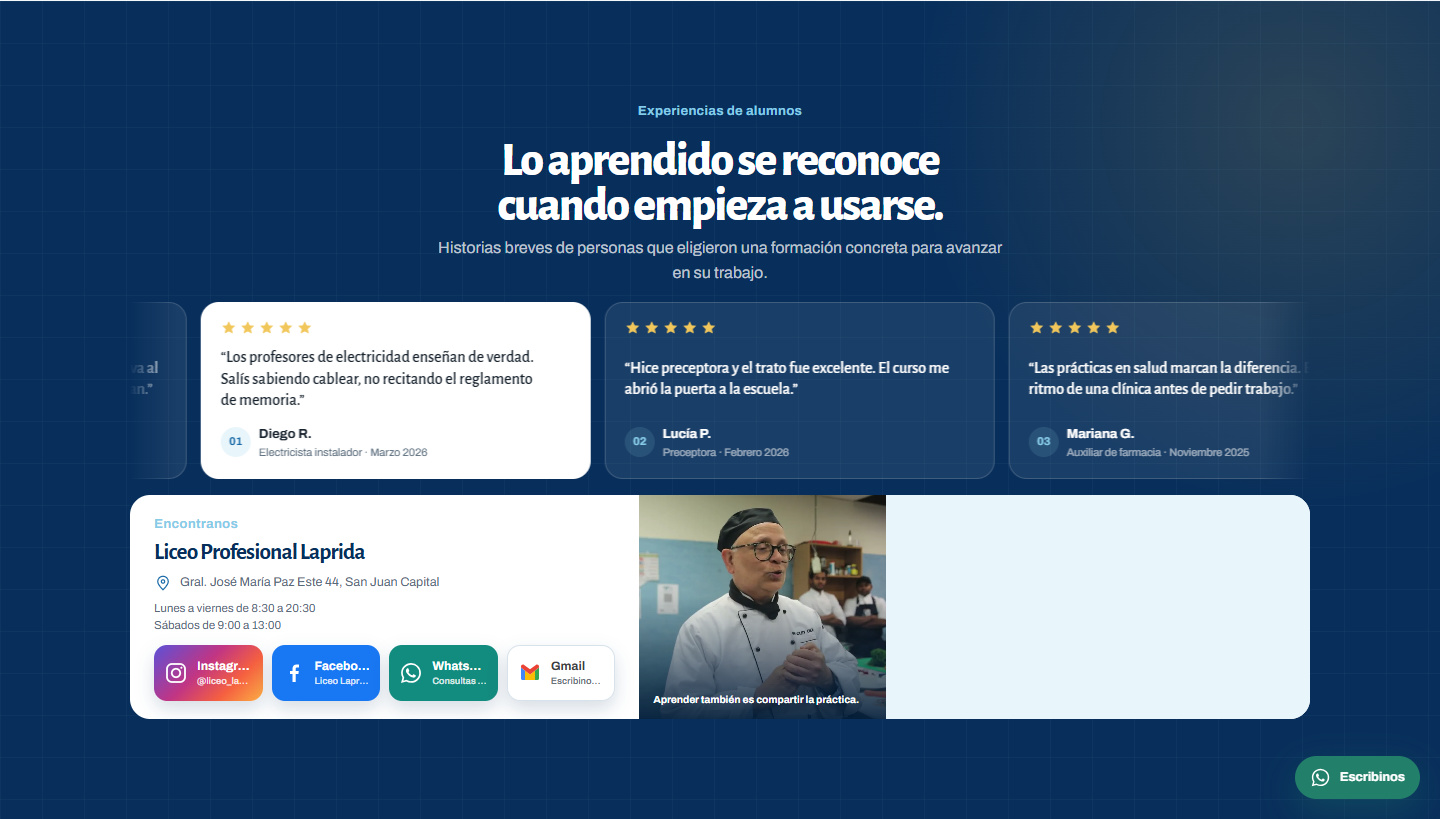 Experiencias de alumnos
Lo aprendido se reconoce
cuando empieza a usarse.
Historias breves de personas que eligieron una formación concreta para avanzar
en su trabajo.
va al
an.”
“Los profesores de electricidad enseñan de verdad.
Salís sabiendo cablear, no recitando el reglamento
de memoria.”
01
Diego R.
Electricista instalador · Marzo 2026
“Hice preceptora y el trato fue excelente. El curso me
abrió la puerta a la escuela.”
02
Lucía P.
Preceptora · Febrero 2026
“Las prácticas en salud marcan la diferencia.
ritmo de una clínica antes de pedir trabajo.”
03
Mariana G.
Auxiliar de farmacia · Noviembre 2025
Encontranos
Liceo Profesional Laprida
Gral. José María Paz Este 44, San Juan Capital
Lunes a viernes de 8:30 a 20:30
Sábados de 9:00 a 13:00
Instagr...
@liceo_la...
Facebo...
Liceo Lapr...
Whats...
Consultas ...
Gmail
Escribino...
Aprender también es compartir la práctica.
Escribinos